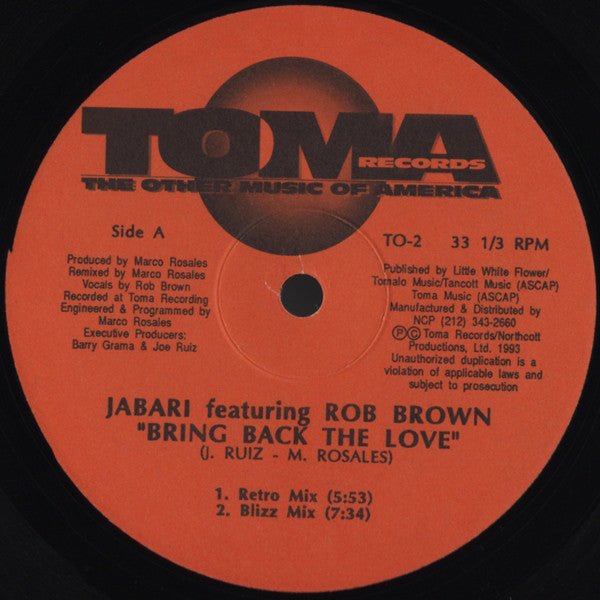 TOMA
RECORDS
THE OTHER MUSIC OF AMERICA
Side A
TO-2 33 1/3 RPM
Produced by Marco Rosales
Remixed by Marco Rosales
Vocals by Rob Brown
Recorded at Toma Recording
Engineered & Programmed by
Marco Rosales
Executive Producers:
Barry Grama & Joe Ruiz
Published by Little White Flower/
Tomalo Music/Tancott Music (ASCAP)
Toma Music (ASCAP)
Manufactured & Distributed by
NCP (212) 343-2660
ⓅⒸ Toma Records/Northcott
Productions, Ltd. 1993
Unauthorized duplication is a
violation of applicable laws and
subject to prosecution
JABARI featuring ROB BROWN
"BRING BACK THE LOVE"
(J. RUIZ - M. ROSALES)
1. Retro Mix (5:53)
2. Blizz Mix (7:34)